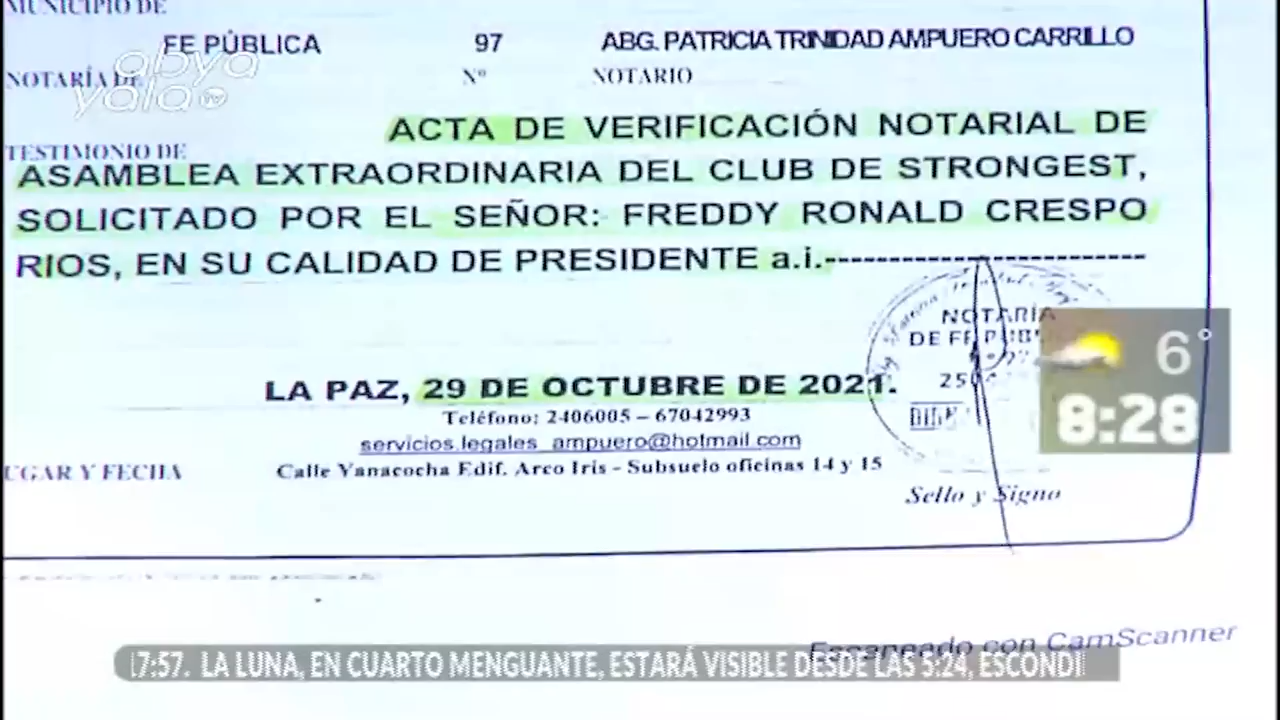 MUNICIPIO DE
FE PÚBLICA 97 ABG. PATRICIA TRINIDAD AMPUERO CARRILLO
NOTARÍA DE Nº NOTARIO
abya
yala tv
ACTA DE VERIFICACIÓN NOTARIAL DE
TESTIMONIO DE
ASAMBLEA EXTRAORDINARIA DEL CLUB DE STRONGEST,
SOLICITADO POR EL SEÑOR: FREDDY RONALD CRESPO
RIOS, EN SU CALIDAD DE PRESIDENTE a.i.-----------------------------
NOTARÍA
DE FE PÚB
6°
LA PAZ, 29 DE OCTUBRE DE 2021.
8:28
Teléfono: 2406005 – 67042993
servicios.legales_ampuero@hotmail.com
UGAR Y FECHA Calle Yanacocha Edif. Arco Iris - Subsuelo oficinas 14 y 15
Sello y Signo
Escaneado con CamScanner
17:57. LA LUNA, EN CUARTO MENGUANTE, ESTARÁ VISIBLE DESDE LAS 5:24, ESCONDI